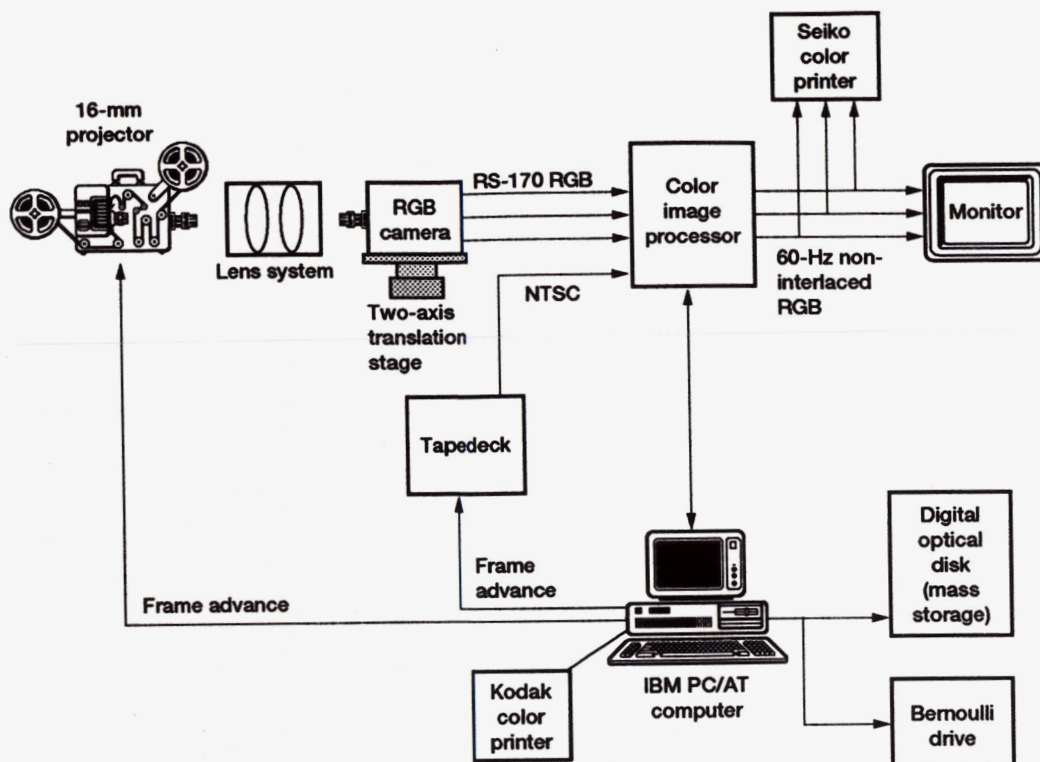 Seiko
color
printer
16-mm
projector
RS-170 RGB
RGB
camera
Color
image
processor
Monitor
Lens system
60-Hz non-
interlaced
RGB
NTSC
Two-axis
translation
stage
Tapedeck
Digital
optical
disk
(mass
storage)
Frame
advance
Frame advance
IBM PC/AT
computer
Kodak
color
printer
Bernoulli
drive